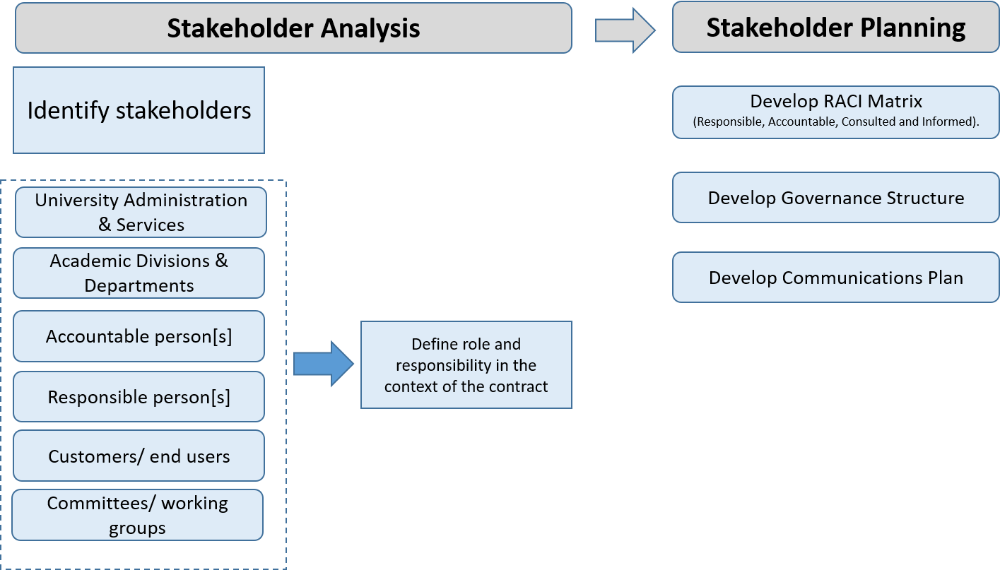 Stakeholder Analysis
Stakeholder Planning
Identify stakeholders
University Administration
& Services
Academic Divisions &
Departments
Accountable person[s]
Responsible person[s]
Customers/ end users
Committees/ working
groups
Define role and
responsibility in the
context of the contract
Develop RACI Matrix
(Responsible, Accountable, Consulted and Informed).
Develop Governance Structure
Develop Communications Plan